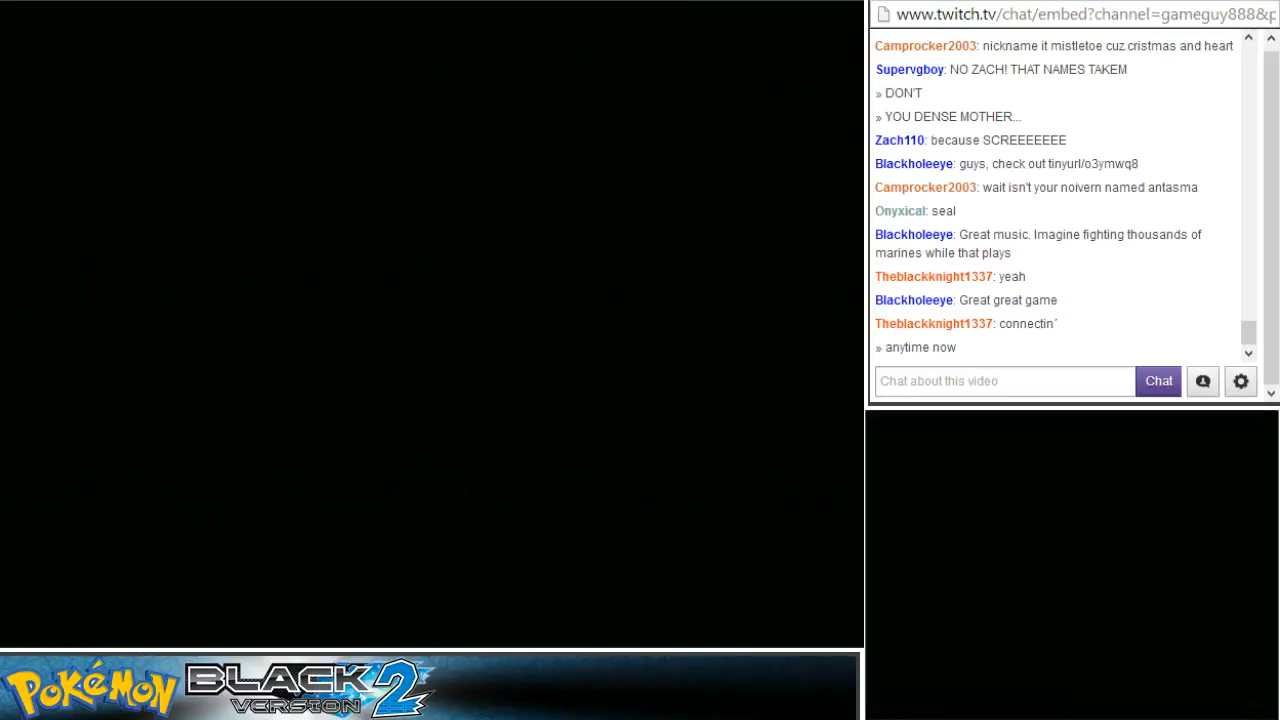 www.twitch.tv/chat/embed?channel=gameguy888&p
Camprocker2003: nickname it mistletoe cuz cristmas and heart
Supervgboy: NO ZACH! THAT NAMES TAKEM
» DON'T
» YOU DENSE MOTHER...
Zach110: because SCREEEEEEE
Blackholeeye: guys, check out tinyurl/o3ymwq8
Camprocker2003: wait isn't your noivern named antasma
Onyxical: seal
Blackholeeye: Great music. Imagine fighting thousands of
marines while that plays
Theblackknight1337: yeah
Blackholeeye: Great great game
Theblackknight1337: connectin´
» anytime now
Chat about this video
Chat
POKéMON
BLACK
VERSION 2